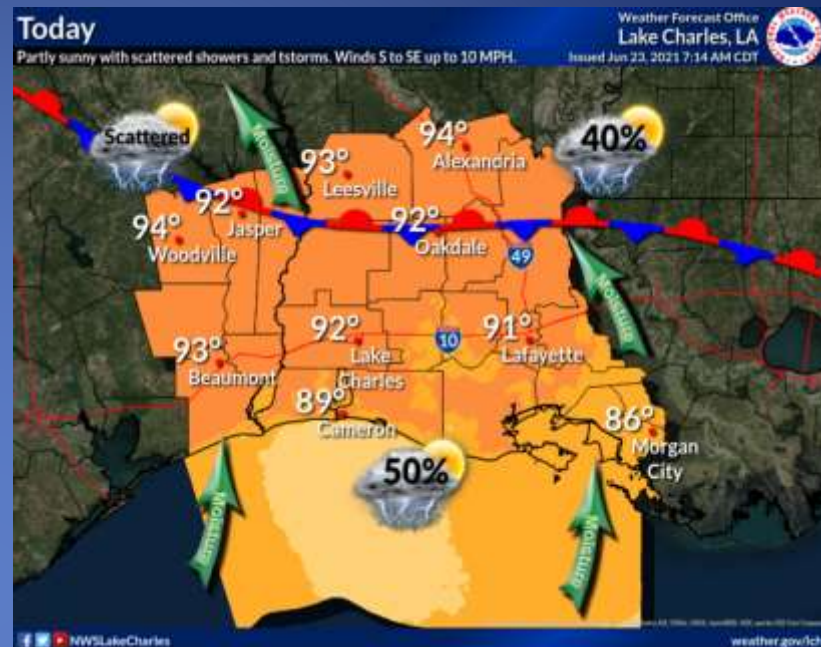 Today
Weather Forecast Office
Lake Charles, LA
Partly sunny with scattered showers and tstorms. Winds S to SE up to 10 MPH.
Issued Jun 23, 2021 7:14 AM CDT
Scattered
Moisture
40%
94°
Alexandria
93°
Leesville
92°
Jasper
92°
Oakdale
94°
Woodville
49
Moisture
93°
Beaumont
92°
Lake
Charles
10
91°
Lafayette
89°
Cameron
86°
Morgan
City
50%
Moisture
Moisture
NWSLakeCharles
weather.gov/lch